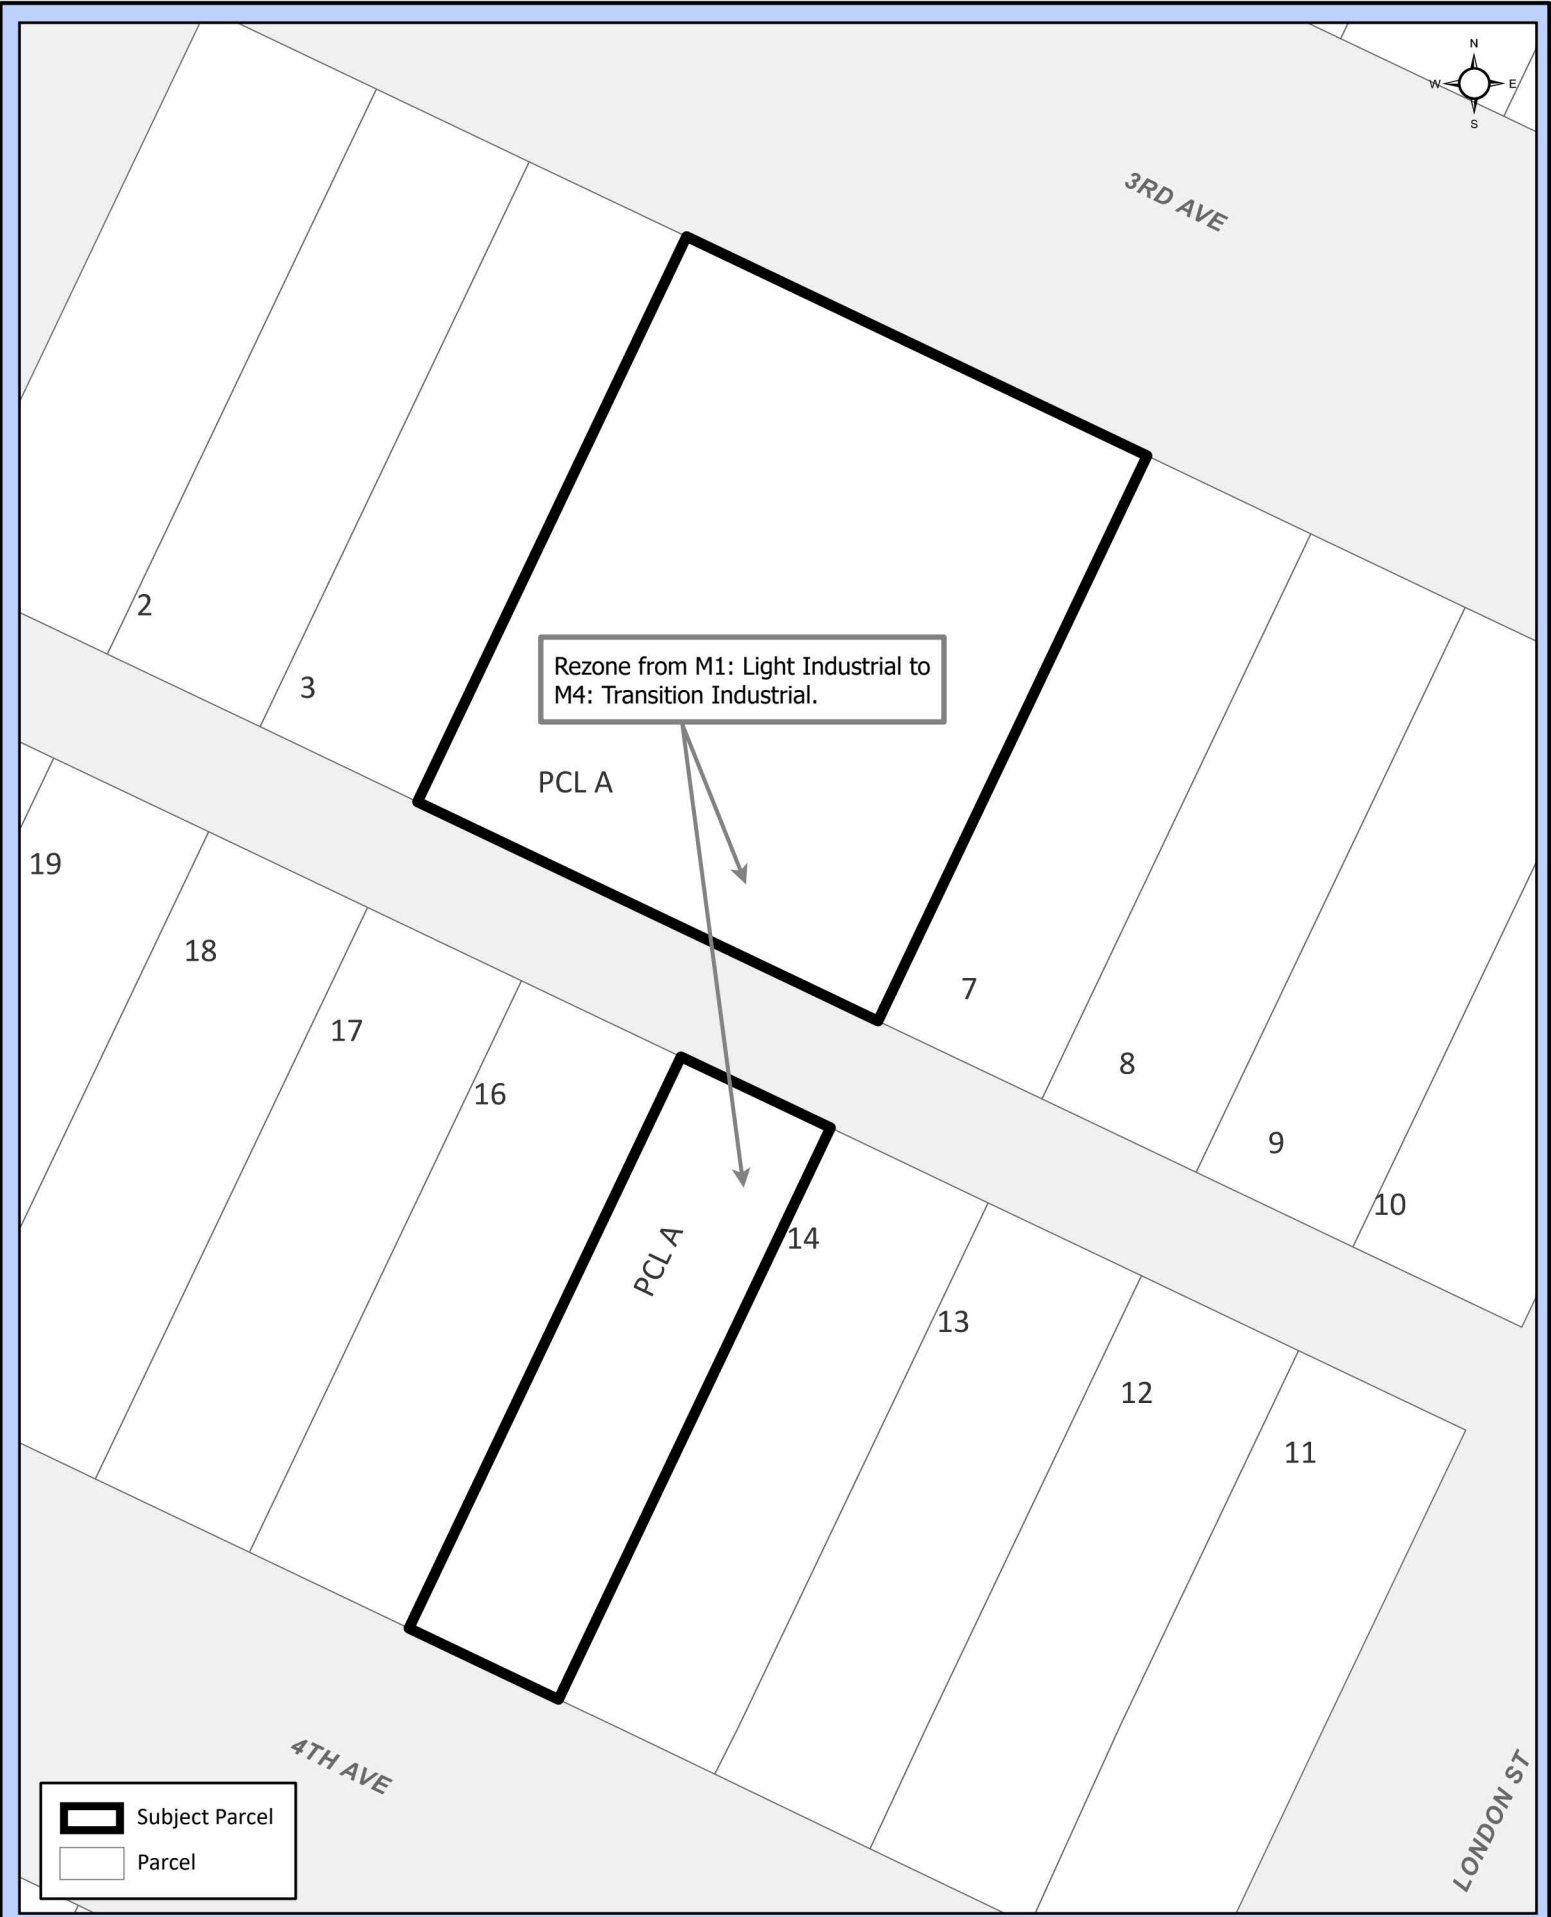 N
W
E
S
3RD AVE
2
3
Rezone from M1: Light Industrial to
M4: Transition Industrial.
PCL A
19
18
17
16
7
8
9
10
PCL A
14
13
12
11
4TH AVE
LONDON ST
Subject Parcel
Parcel